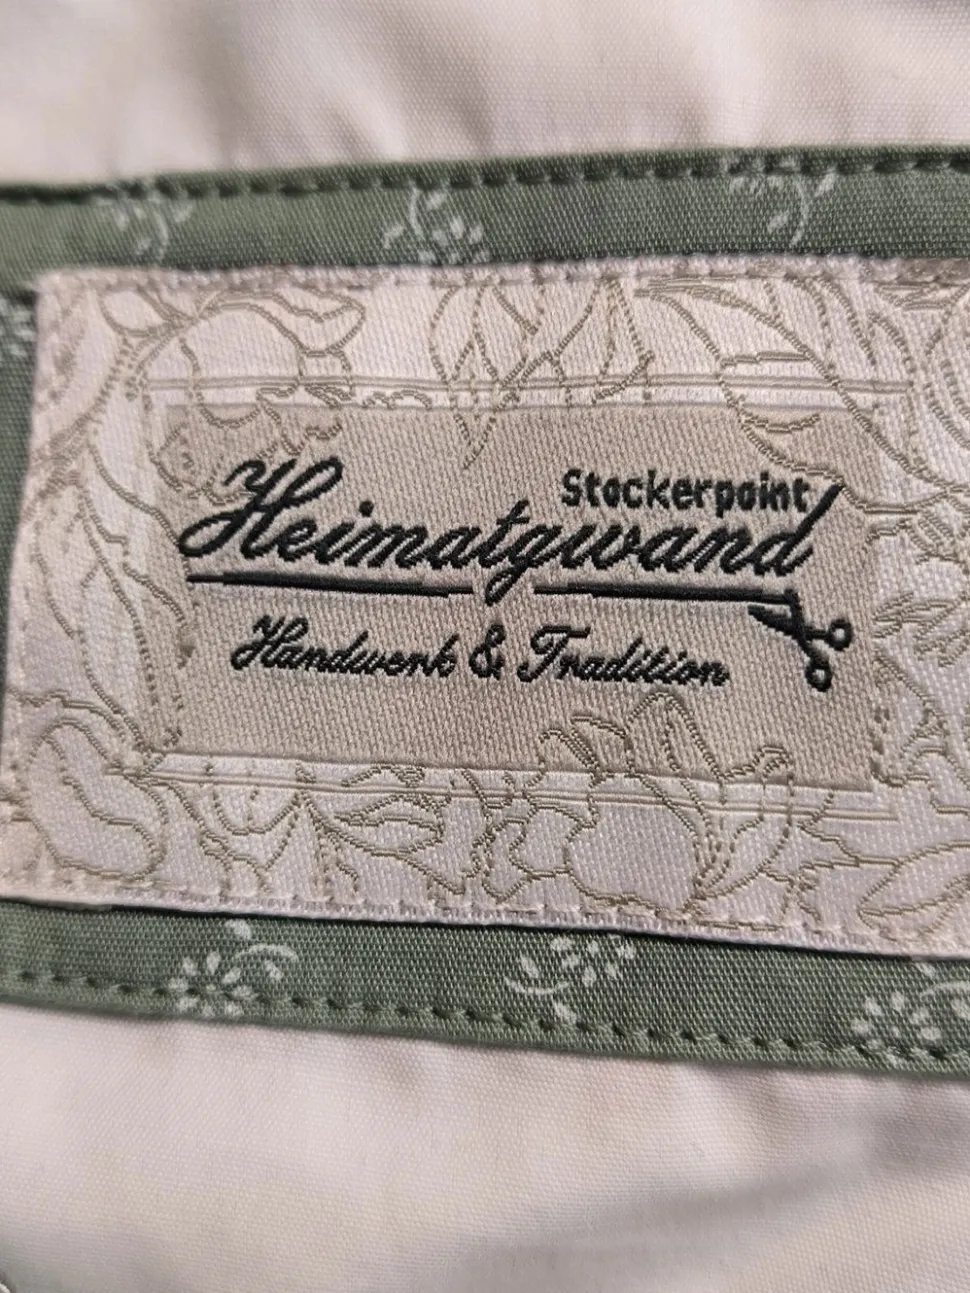 Stockerpoint
Heimatgwand
Handwerk & Tradition